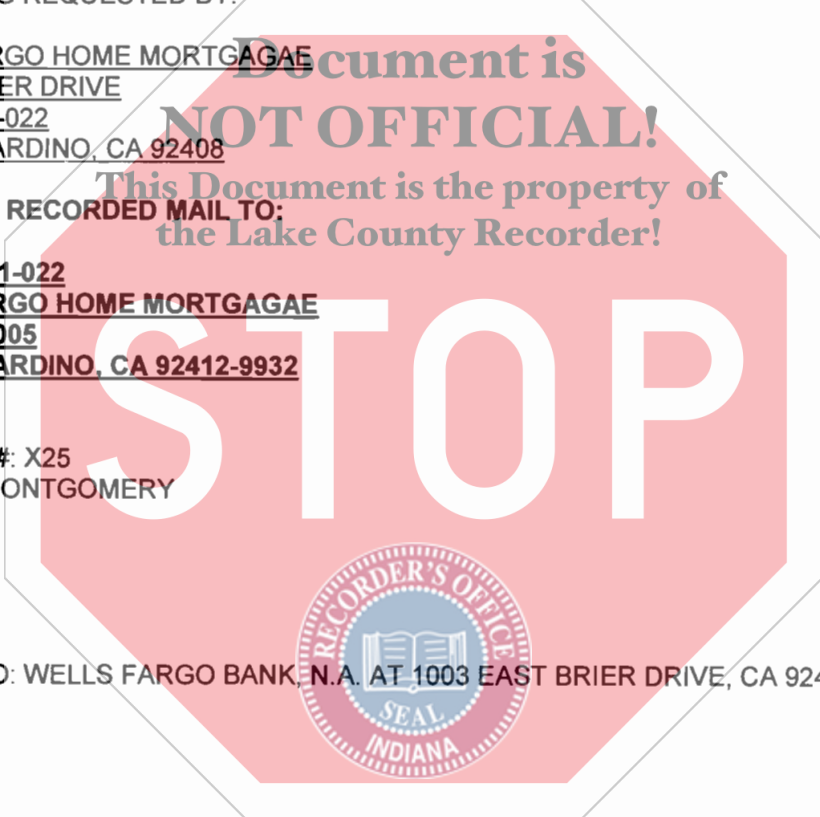 REQUESTED BY:
Document is
RGO HOME MORTGAGAE
ER DRIVE
-022
NOT OFFICIAL!
ARDINO, CA 92408
This Document is the property of
RECORDED MAIL TO:
the Lake County Recorder!
1-022
RGO HOME MORTGAGAE
005
ARDINO, CA 92412-9932
STOP
#: X25
ONTGOMERY
RECORDER'S OFFICE
O: WELLS FARGO BANK, N.A. AT 1003 EAST BRIER DRIVE, CA 924
SEAL
INDIANA